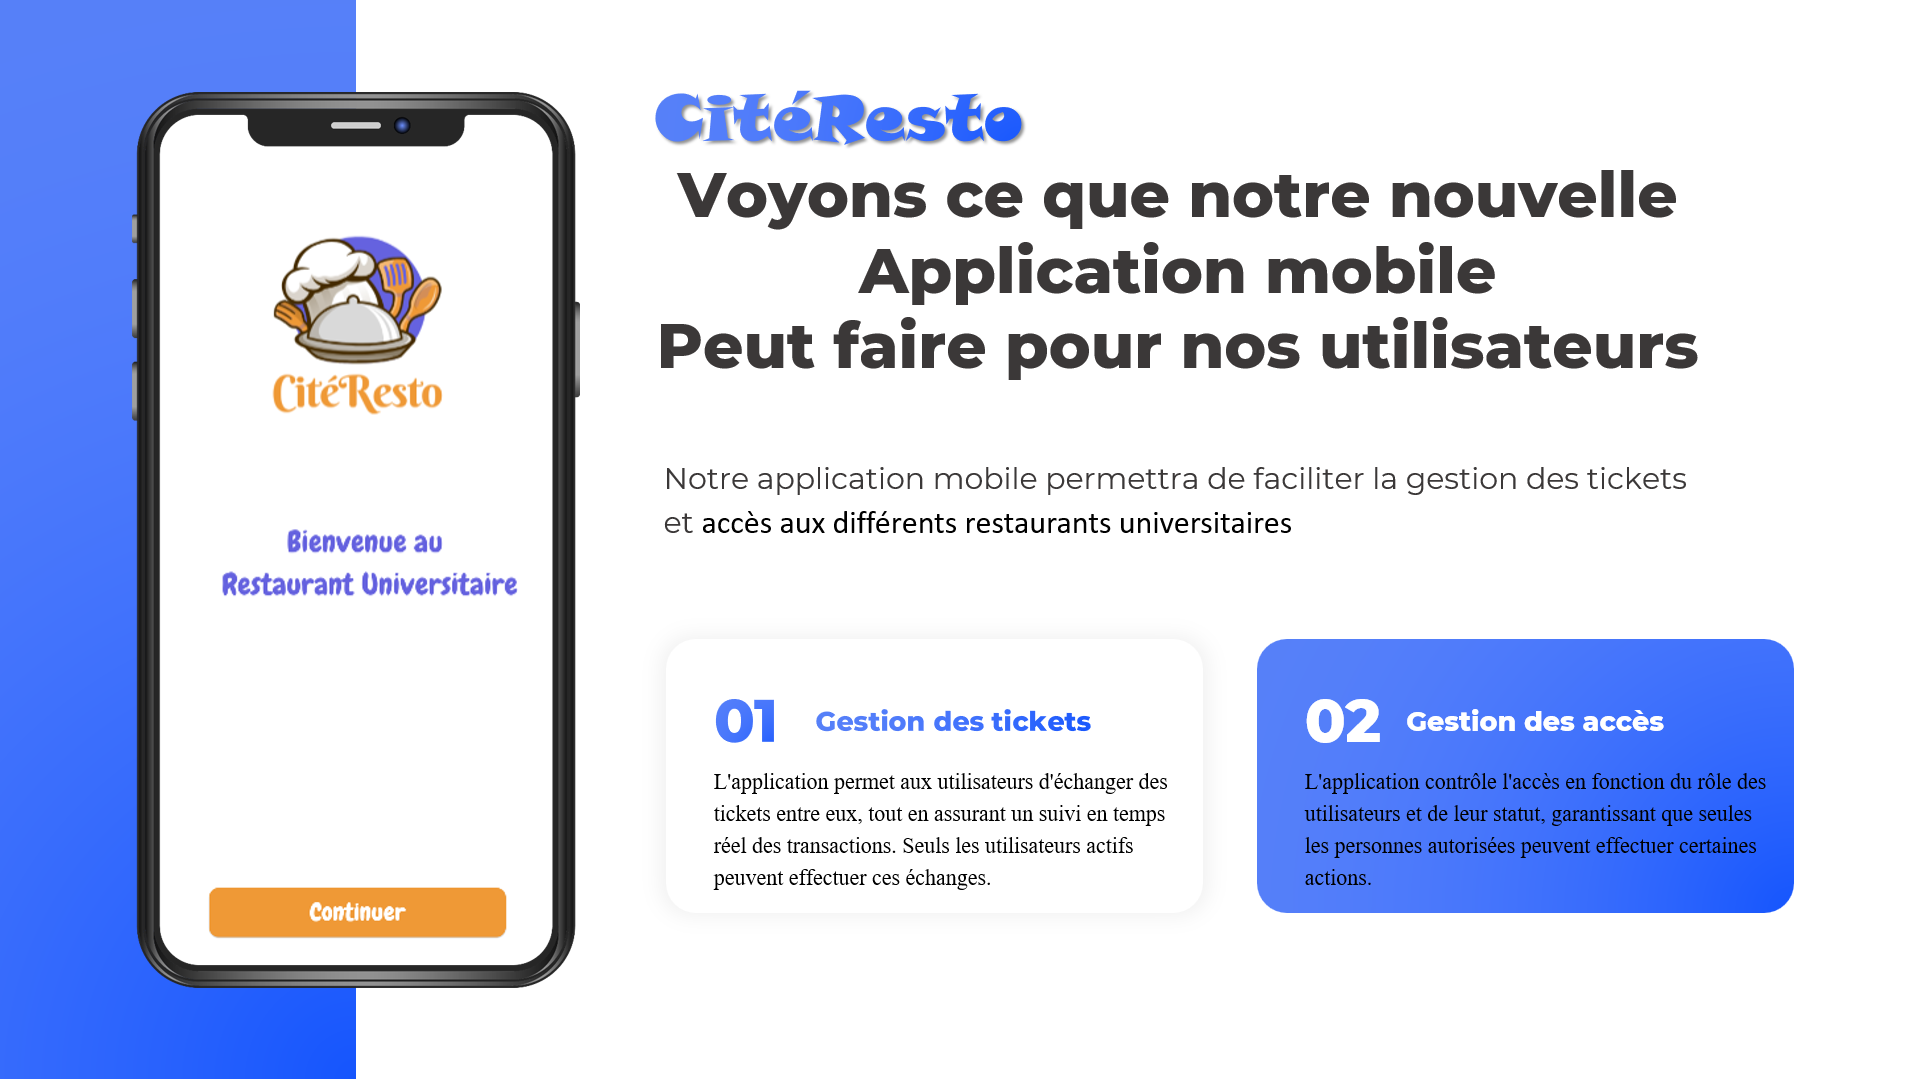 CitéResto
Bienvenue au
Restaurant Universitaire
Continuer
CitéResto
Voyons ce que notre nouvelle
Application mobile
Peut faire pour nos utilisateurs
Notre application mobile permettra de faciliter la gestion des tickets
et accès aux différents restaurants universitaires
01 Gestion des tickets
L'application permet aux utilisateurs d'échanger des
tickets entre eux, tout en assurant un suivi en temps
réel des transactions. Seuls les utilisateurs actifs
peuvent effectuer ces échanges.
02 Gestion des accès
L'application contrôle l'accès en fonction du rôle des
utilisateurs et de leur statut, garantissant que seules
les personnes autorisées peuvent effectuer certaines
actions.